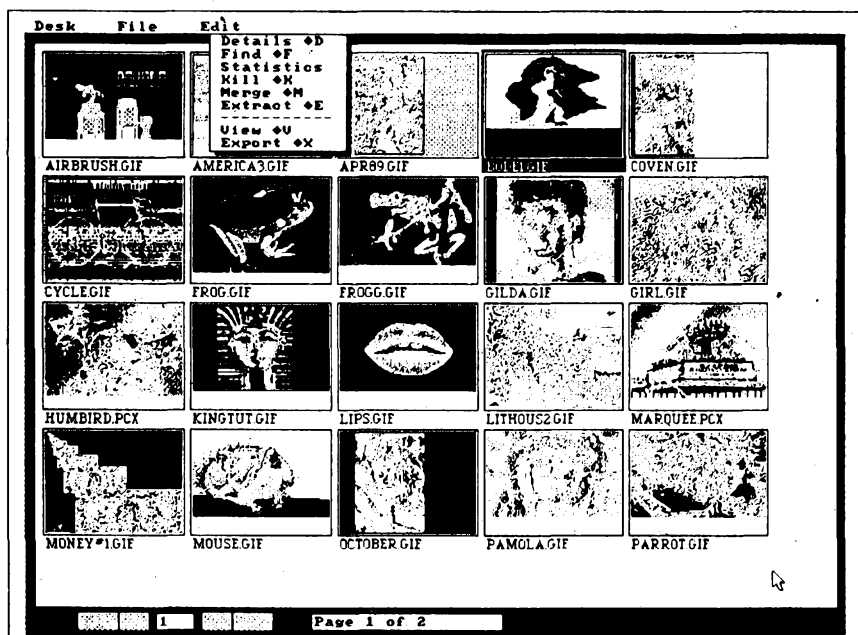 Desk File Edit
Details ◆D
Find ◆F
Statistics
Kill ◆K
Merge ◆M
Extract ◆E
------------
View ◆V
Export ◆X
AIRBRUSH.GIF AMERICA3.GIF APR89.GIF COVEN.GIF
CYCLE.GIF FROG.GIF FROGG.GIF GILDA.GIF GIRL.GIF
HUMBIRD.PCX KINGTUT.GIF LIPS.GIF LITHOUS2.GIF MARQUEE.PCX
MONEY#1.GIF MOUSE.GIF OCTOBER.GIF PAMOLA.GIF PARROT.GIF
1 Page 1 of 2